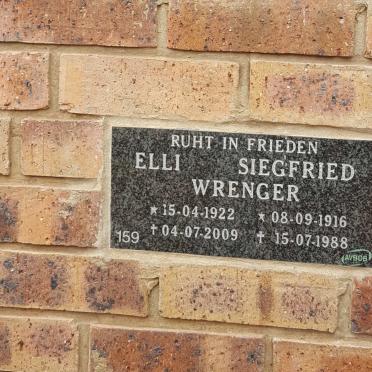 RUHT IN FRIEDEN
ELLI SIEGFRIED
WRENGER
* 15-04-1922 * 08-09-1916
† 04-07-2009 † 15-07-1988
159
AVBOB